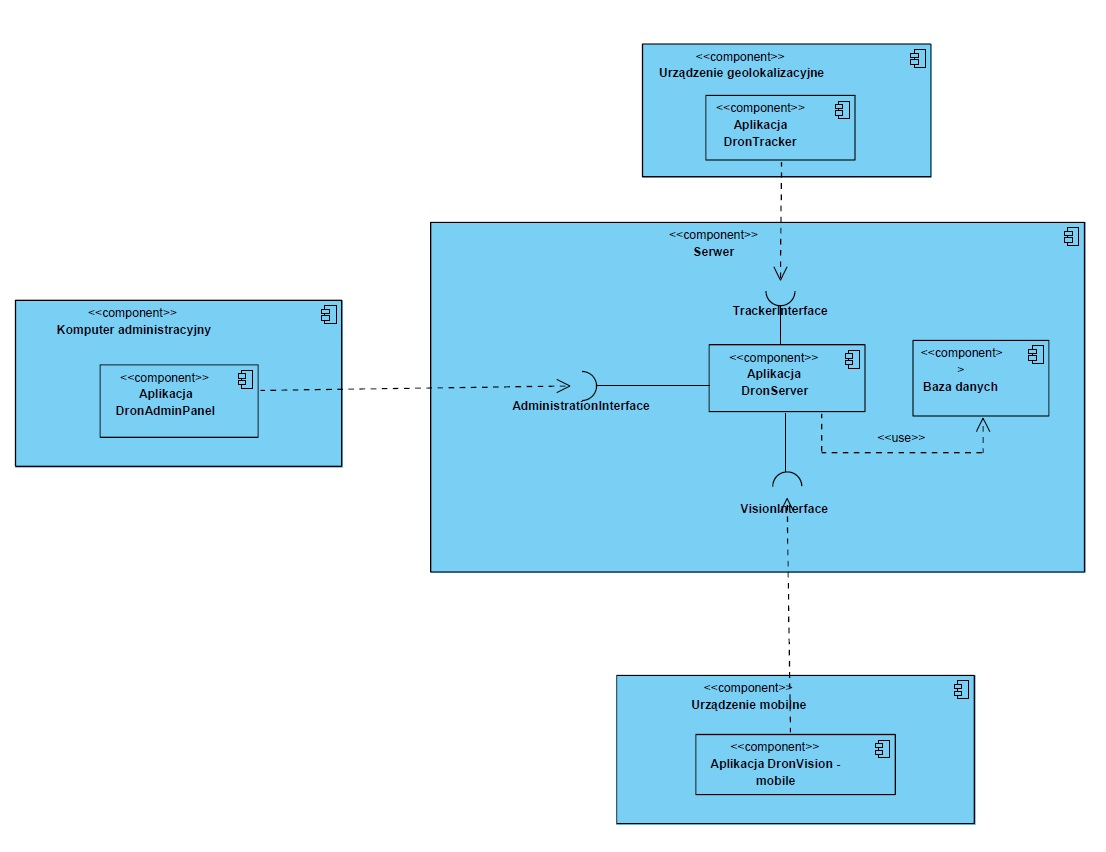 <<component>>
Urządzenie geolokalizacyjne
<<component>>
Aplikacja
DronTracker
<<component>>
Serwer
TrackerInterface
<<component>>
Komputer administracyjny
<<component>>
Aplikacja
DronAdminPanel
AdministrationInterface
<<component>>
Aplikacja
DronServer
<<component>
>
Baza danych
<<use>>
VisionInterface
<<component>>
Urządzenie mobilne
<<component>>
Aplikacja DronVision -
mobile